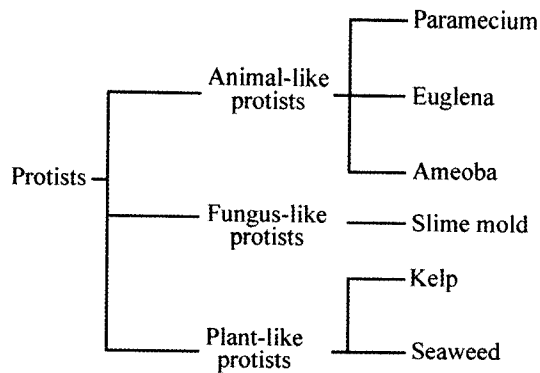 Protists
Animal-like
protists
Paramecium
Euglena
Ameoba
Fungus-like
protists
Slime mold
Plant-like
protists
Kelp
Seaweed